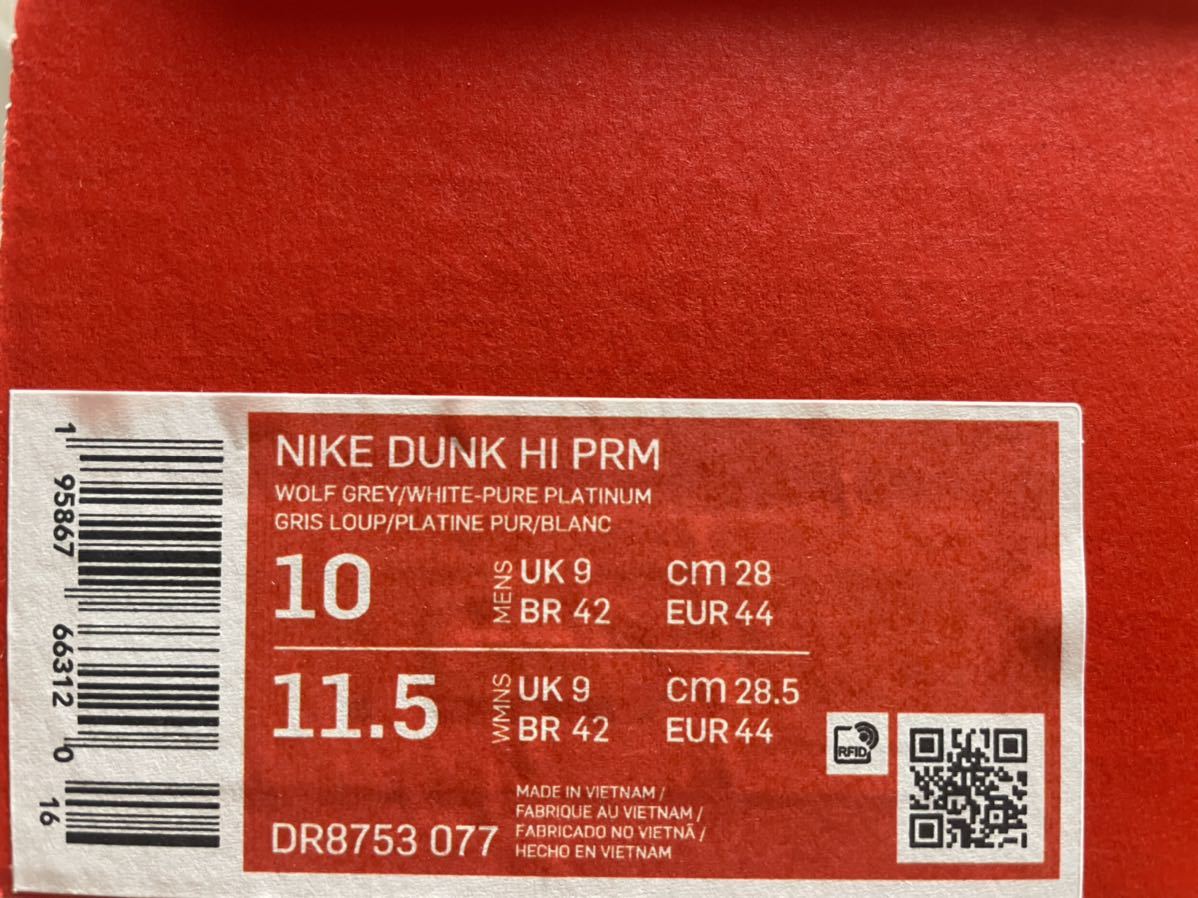 1 95867 66312 0 16
NIKE DUNK HI PRM
WOLF GREY/WHITE-PURE PLATINUM
GRIS LOUP/PLATINE PUR/BLANC
10 MENS UK 9 cm 28
BR 42 EUR 44
11.5 WMNS UK 9 cm 28.5
BR 42 EUR 44
RFID
DR8753 077
MADE IN VIETNAM /
FABRIQUE AU VIETNAM /
FABRICADO NO VIETNÃ /
HECHO EN VIETNAM